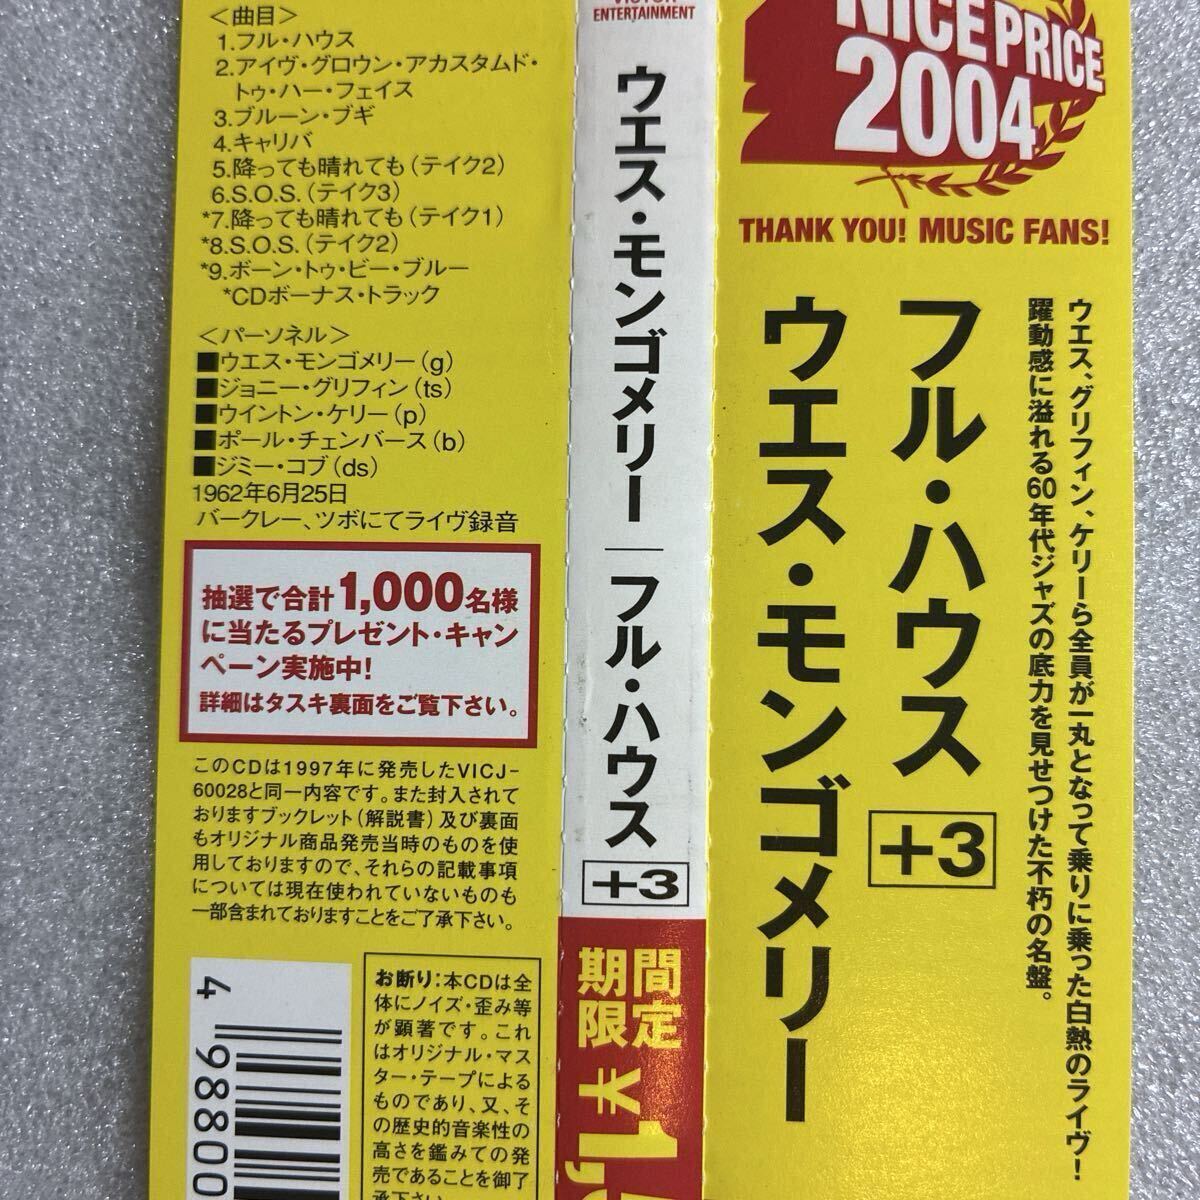 <曲目>
1.フル・ハウス
2.アイヴ・グロウン・アカスタムド・
トゥ・ハー・フェイス
3.ブルーン・ブギ
4.キャリバ
5.降っても晴れても(テイク2)
6.S.O.S.(テイク3)
*7.降っても晴れても(テイク1)
*8.S.O.S.(テイク2)
*9.ボーン・トゥ・ビー・ブルー
*CDボーナス・トラック
<パーソネル>
■ウエス・モンゴメリー(g)
■ジョニー・グリフィン(ts)
■ウイントン・ケリー(p)
■ポール・チェンバース(b)
■ジミー・コブ(ds)
1962年6月25日
バークレー、ツボにてライヴ録音
抽選で合計1,000名様
に当たるプレゼント・キャン
ペーン実施中!
詳細はタスキ裏面をご覧下さい。
このCDは1997年に発売したVICJ-
60028と同一内容です。また封入されて
おりますブックレット(解説書)及び裏面
もオリジナル商品発売当時のものを使
用しておりますので、それらの記載事項
については現在使われていないものも
一部含まれておりますことをご了承下さい。
4
98800
お断り:本CDは全
体にノイズ・歪み等
が顕著です。これ
はオリジナル・マス
ター・テープによる
ものであり、又、そ
の歴史的音楽性の
高さを鑑みての発
売であることを御了
承下さい。
VICTOR
ENTERTAINMENT
ウエス・モンゴメリー|フル・ハウス
+3
期間
限定
¥1,
NICE PRICE
2004
THANK YOU! MUSIC FANS!
ウエス、グリフィン、ケリーら全員が一丸となって乗りに乗った白熱のライヴ!
躍動感に溢れる60年代ジャズの底力を見せつけた不朽の名盤。
フル・ハウス
+3
ウエス・モンゴメリー